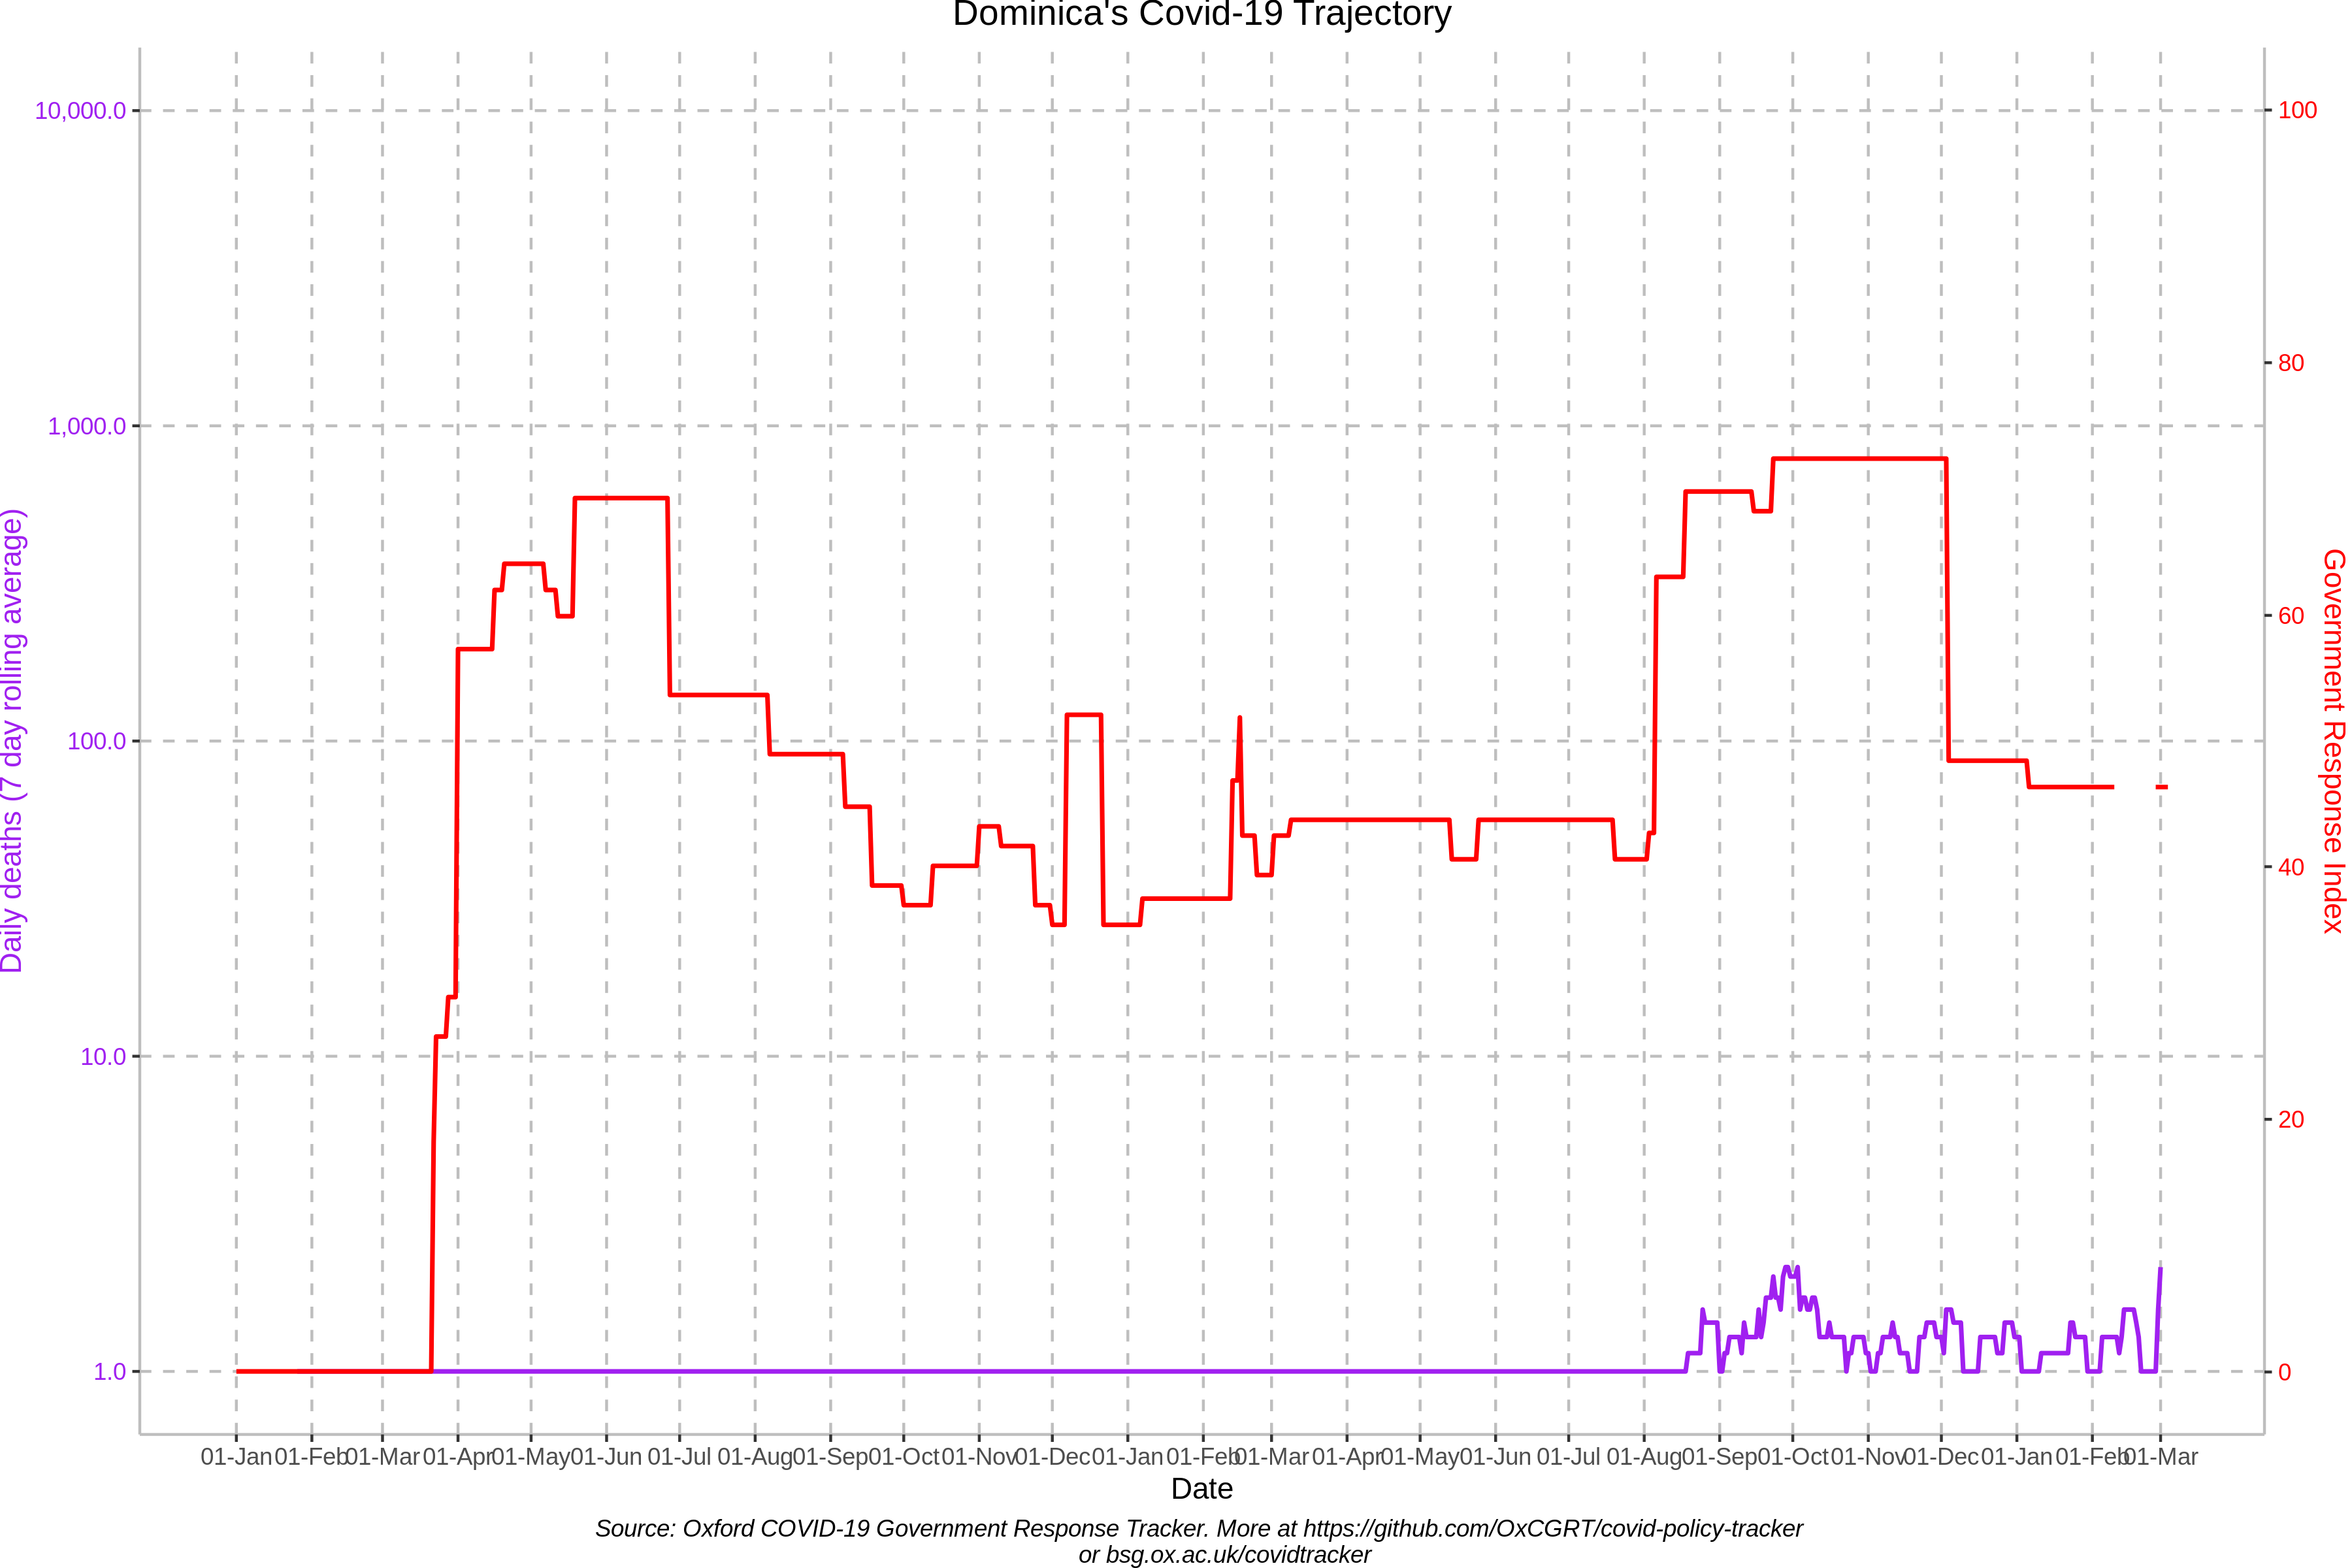 Dominica's Covid-19 Trajectory
10,000.0
1,000.0
100.0
10.0
1.0
Daily deaths (7 day rolling average)
100
80
60
40
20
0
Government Response Index
01-Jan 01-Feb 01-Mar 01-Apr 01-May 01-Jun 01-Jul 01-Aug 01-Sep 01-Oct 01-Nov 01-Dec 01-Jan 01-Feb 01-Mar 01-Apr 01-May 01-Jun 01-Jul 01-Aug 01-Sep 01-Oct 01-Nov 01-Dec 01-Jan 01-Feb 01-Mar
Date
Source: Oxford COVID-19 Government Response Tracker. More at https://github.com/OxCGRT/covid-policy-tracker
or bsg.ox.ac.uk/covidtracker